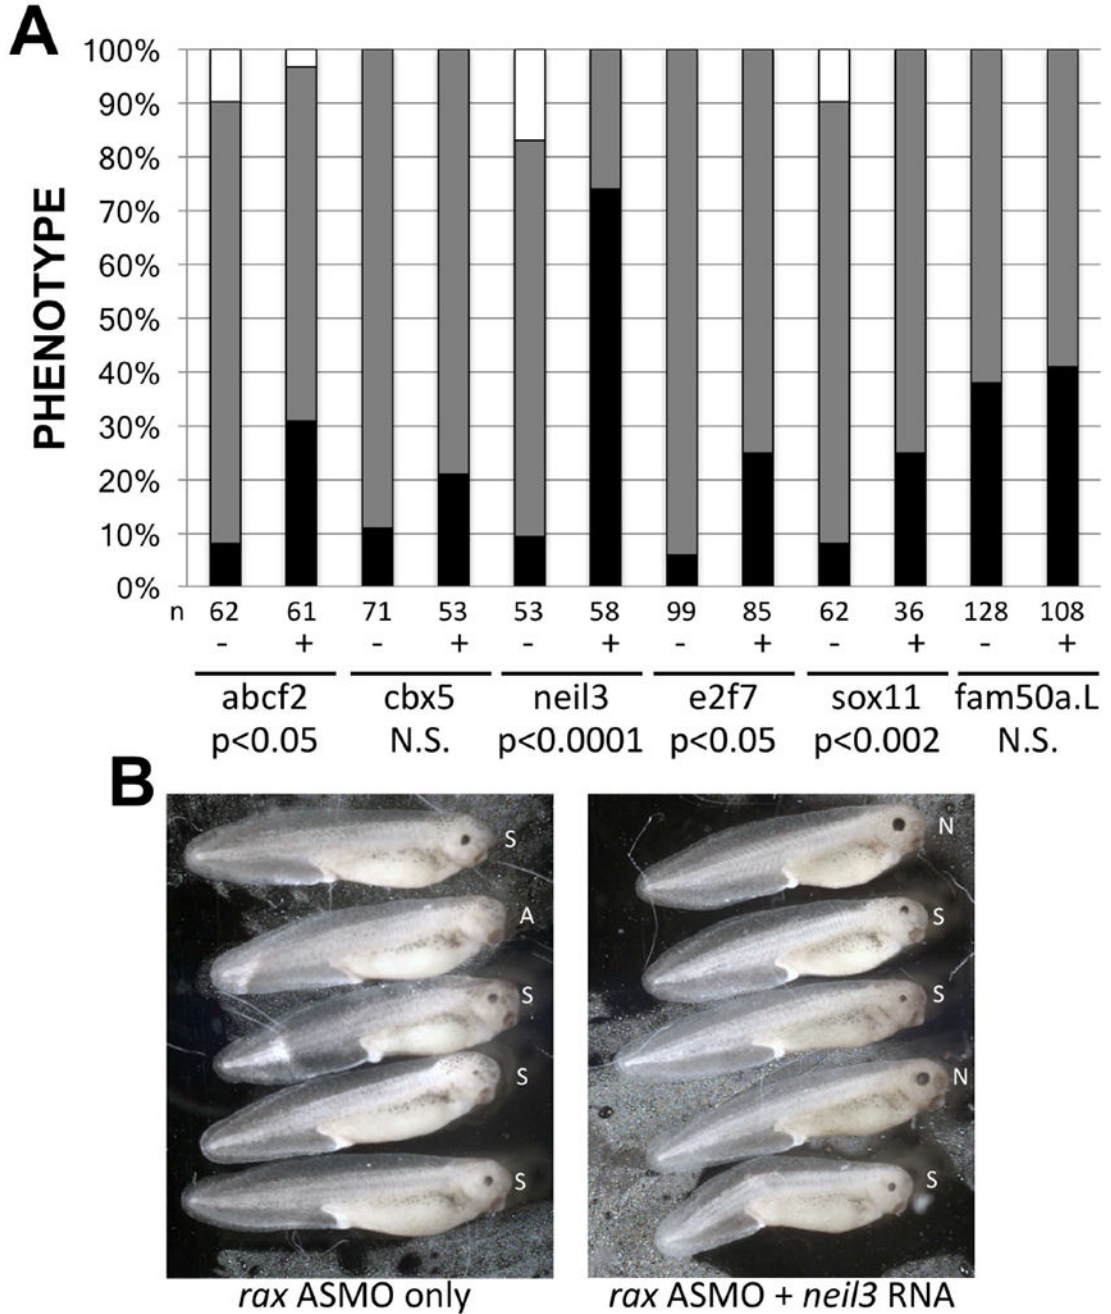 A
PHENOTYPE
100%
90%
80%
70%
60%
50%
40%
30%
20%
10%
0%
n 62 61 71 53 53 58 99 85 62 36 128 108
- + - + - + - + - + - +
abcf2 cbx5 neil3 e2f7 sox11 fam50a.L
p<0.05 N.S. p<0.0001 p<0.05 p<0.002 N.S.
B
S
A
S
S
S
N
S
S
N
S
rax ASMO only
rax ASMO + neil3 RNA